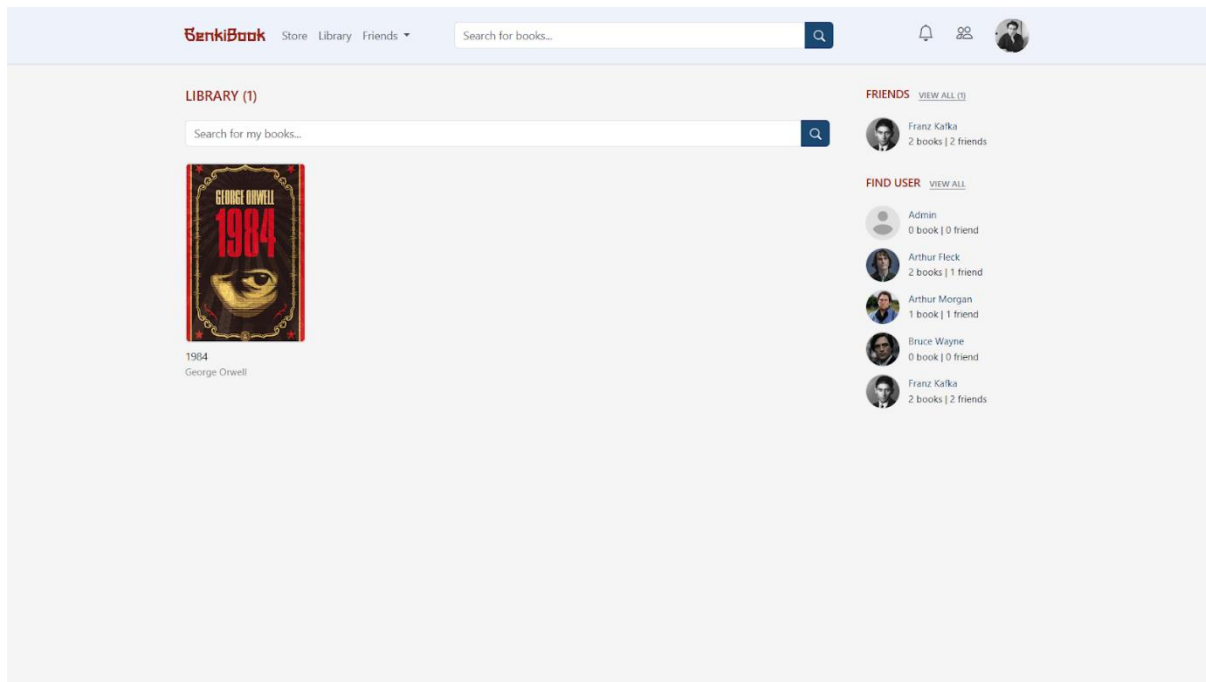 GenkiBook Store Library Friends
Search for books...
LIBRARY (1)
Search for my books...
GEORGE ORWELL
1984
1984
George Orwell
FRIENDS VIEW ALL (1)
Franz Kafka
2 books | 2 friends
FIND USER VIEW ALL
Admin
0 book | 0 friend
Arthur Fleck
2 books | 1 friend
Arthur Morgan
1 book | 1 friend
Bruce Wayne
0 book | 0 friend
Franz Kafka
2 books | 2 friends